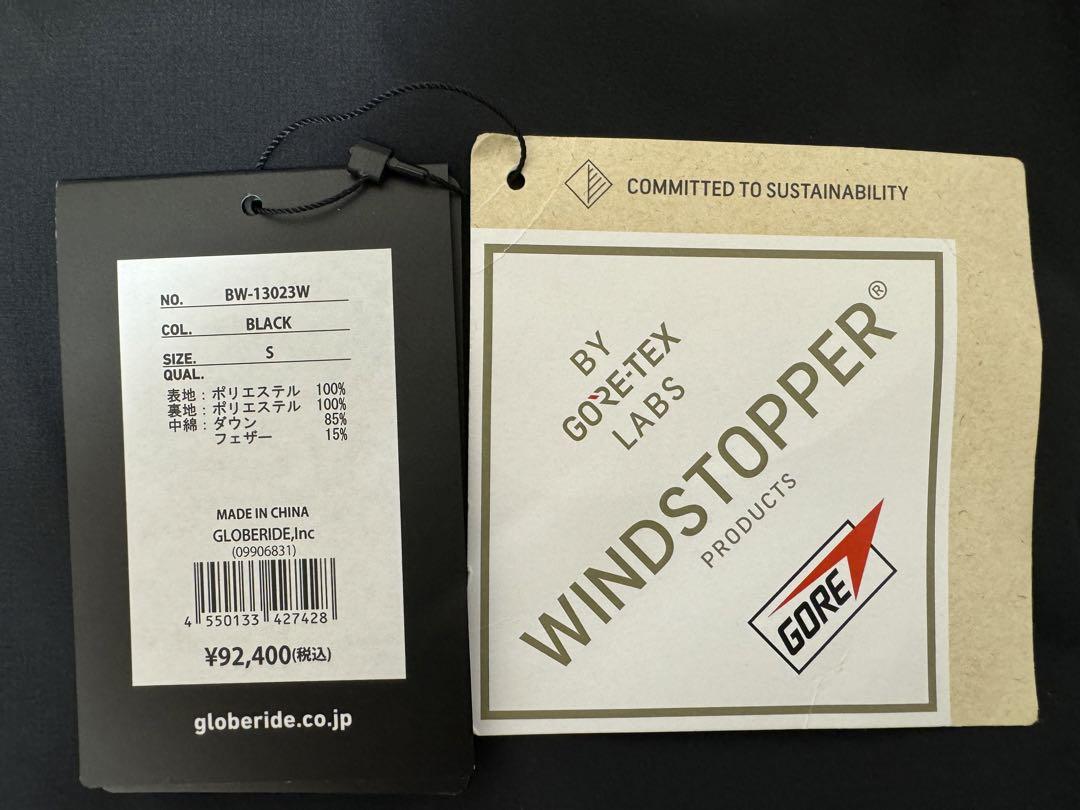 NO. BW-13023W
COL. BLACK
SIZE. S
QUAL.
表地：ポリエステル 100%
裏地：ポリエステル 100%
中綿：ダウン 85%
フェザー 15%
MADE IN CHINA
GLOBERIDE,Inc
(09906831)
4 550133 427428
¥92,400(税込)
globeride.co.jp
COMMITTED TO SUSTAINABILITY
BY
GORE-TEX
LABS
WINDSTOPPER®
PRODUCTS
GORE